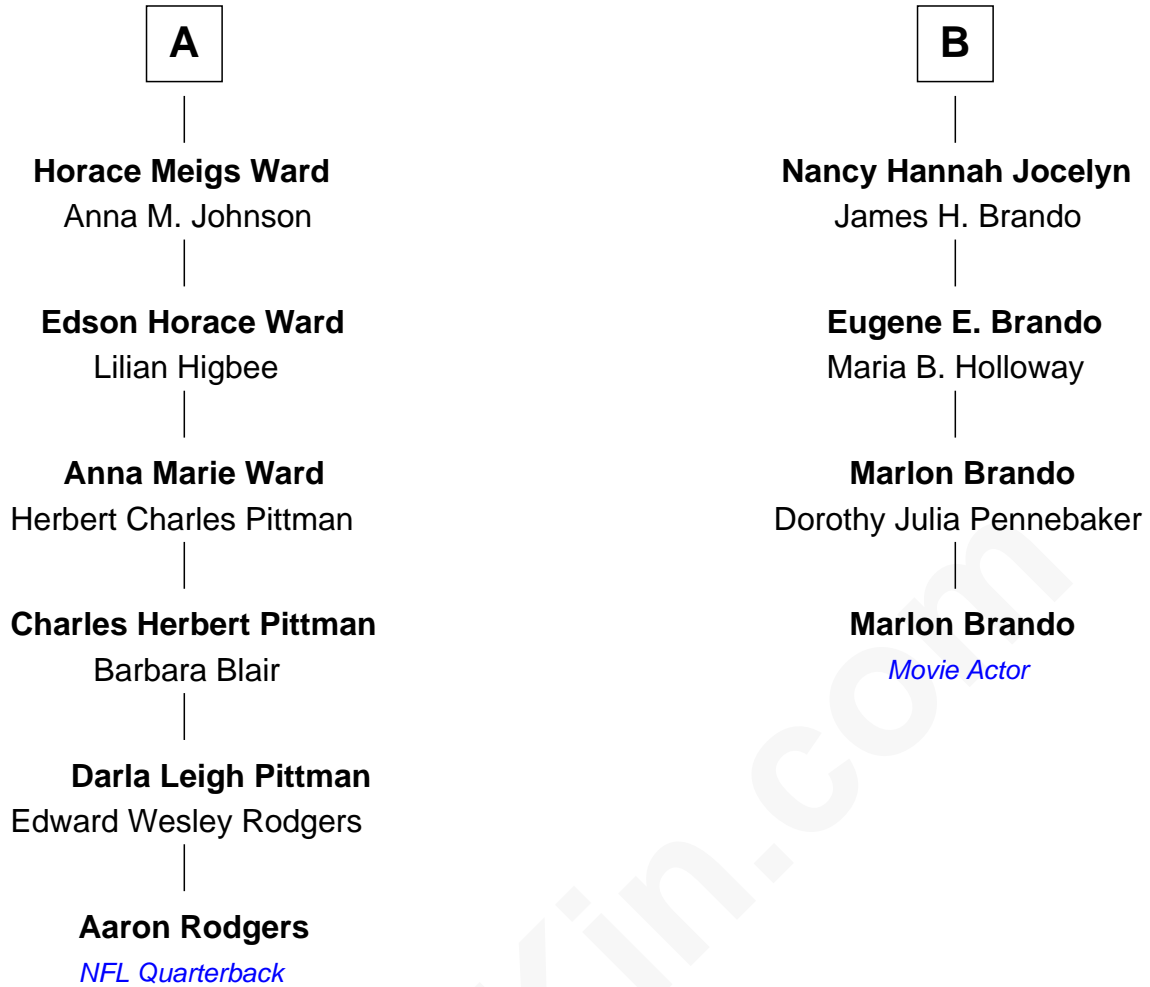 A
Horace Meigs Ward
Anna M. Johnson
Edson Horace Ward
Lilian Higbee
Anna Marie Ward
Herbert Charles Pittman
Charles Herbert Pittman
Barbara Blair
Darla Leigh Pittman
Edward Wesley Rodgers
Aaron Rodgers
NFL Quarterback
B
Nancy Hannah Jocelyn
James H. Brando
Eugene E. Brando
Maria B. Holloway
Marlon Brando
Dorothy Julia Pennebaker
Marlon Brando
Movie Actor